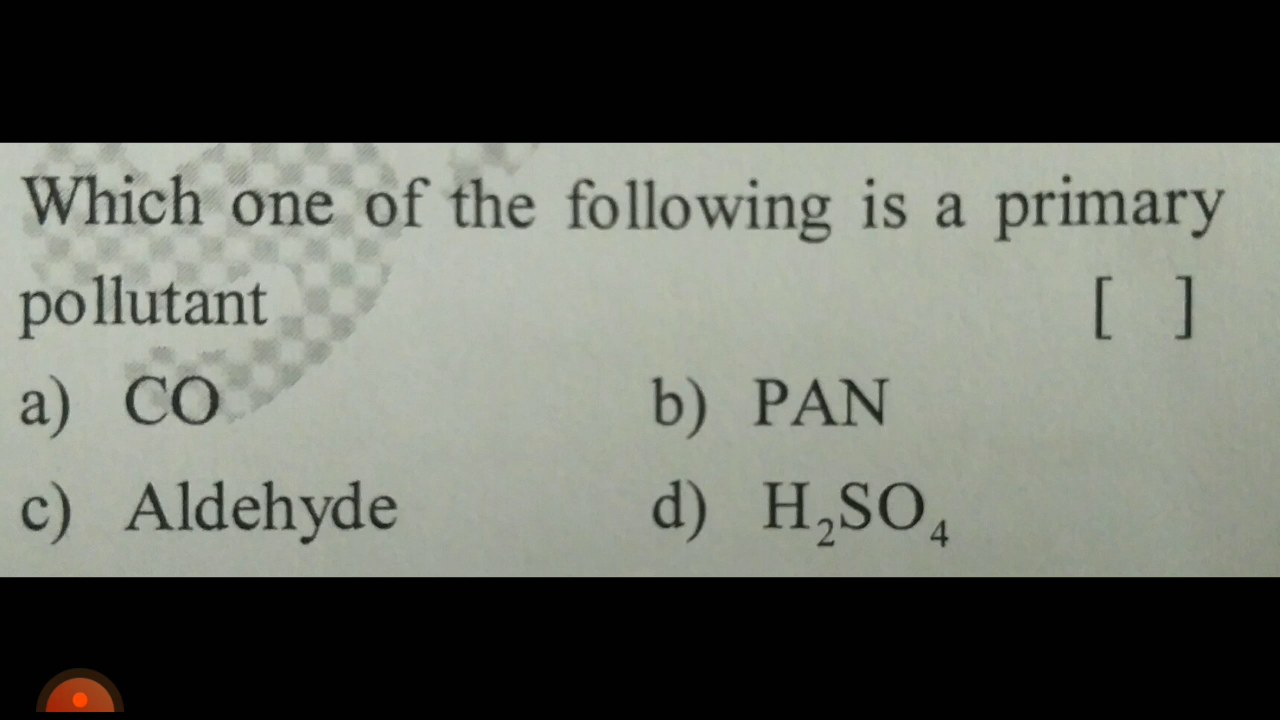 Which one of the following is a primary
pollutant [ ]
a) CO b) PAN
c) Aldehyde d) H₂SO₄